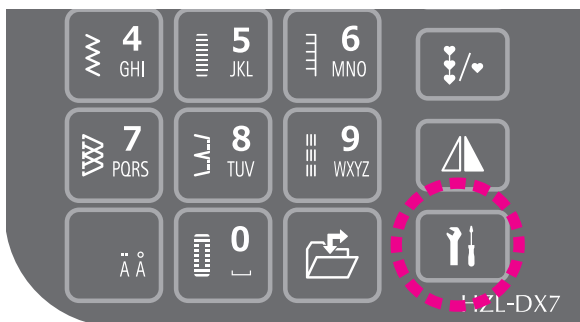 4 5 6
GHI JKL MNO
7 8 9
PQRS TUV WXYZ
Ä Å 0
HZL-DX7